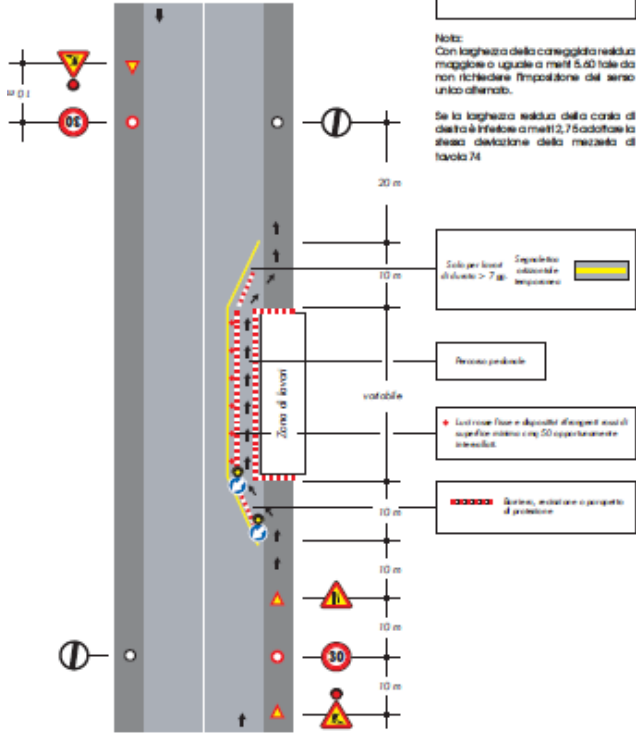 Nota:
Con larghezza della carreggiata residua
maggiore o uguale a metri 5.60 tale da
non richiedere l'imposizione del senso
unico alternato.
Se la larghezza residua della corsia di
destra è inferiore a metri 2,75 adottare la
stessa deviazione della mezzeria di
tavola 74
10 m
30
20 m
10 m
Solo per lavori
di durata > 7 gg.
Segnaletica
orizzontale
temporanea
Zona di lavori
Percorso pedonale
variabile
Luci rosse fisse e dispositivi rifrangenti rossi di
superficie minima cmq 50 opportunamente
intervallati.
10 m
Barriera, recinzione o parapetto
di protezione
10 m
10 m
30
10 m